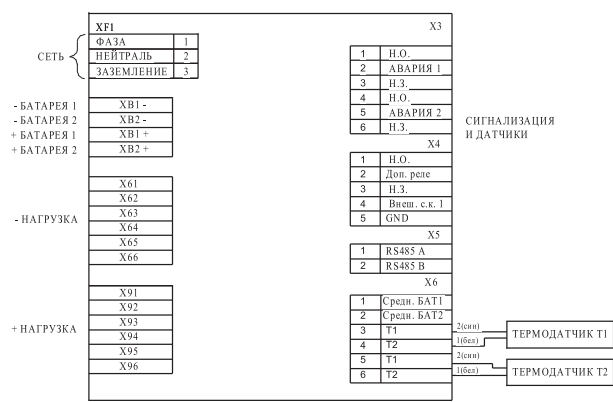 XF1
ФАЗА 1
НЕЙТРАЛЬ 2
ЗАЗЕМЛЕНИЕ 3
СЕТЬ
- БАТАРЕЯ 1 XB1 -
- БАТАРЕЯ 2 XB2 -
+ БАТАРЕЯ 1 XB1 +
+ БАТАРЕЯ 2 XB2 +
- НАГРУЗКА
X61
X62
X63
X64
X65
X66
+ НАГРУЗКА
X91
X92
X93
X94
X95
X96
X3
1 Н.О.
2 АВАРИЯ 1
3 Н.З.
4 Н.О.
5 АВАРИЯ 2
6 Н.З.
СИГНАЛИЗАЦИЯ
И ДАТЧИКИ
X4
1 Н.О.
2 Доп. реле
3 Н.З.
4 Внеш. с.к. 1
5 GND
X5
1 RS485 A
2 RS485 B
X6
1 Средн. БАТ1
2 Средн. БАТ2
3 T1 2(син)
4 T2 1(бел)
5 T1 2(син)
6 T2 1(бел)
ТЕРМОДАТЧИК Т1
ТЕРМОДАТЧИК Т2